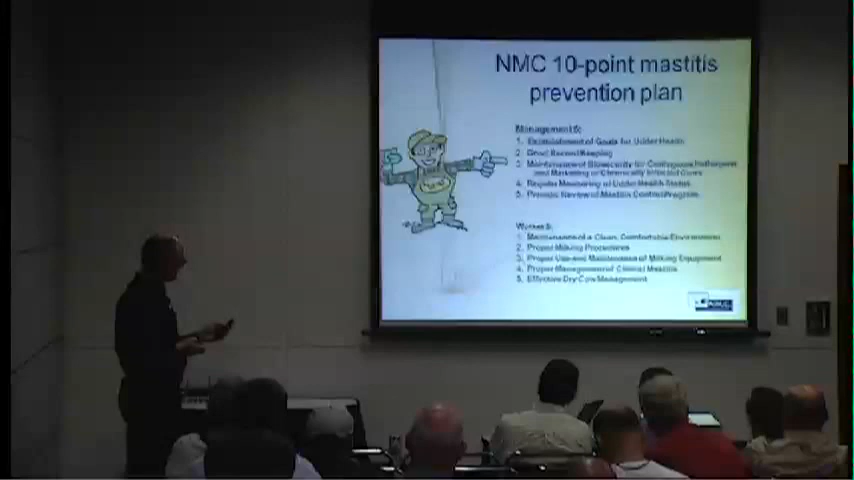 NMC 10-point mastitis
prevention plan
Management 5:
1. Establishment of Goals for Udder Health
2. Good Record Keeping
3. Maintenance of Biosecurity for Contagious Pathogens
and Marketing of Chronically Infected Cows
4. Regular Monitoring of Udder Health Status
5. Periodic Review of Mastitis Control Program
Worker 5:
1. Maintenance of a Clean, Comfortable Environment
2. Proper Milking Procedures
3. Proper Use and Maintenance of Milking Equipment
4. Proper Management of Clinical Mastitis
5. Effective Dry Cow Management